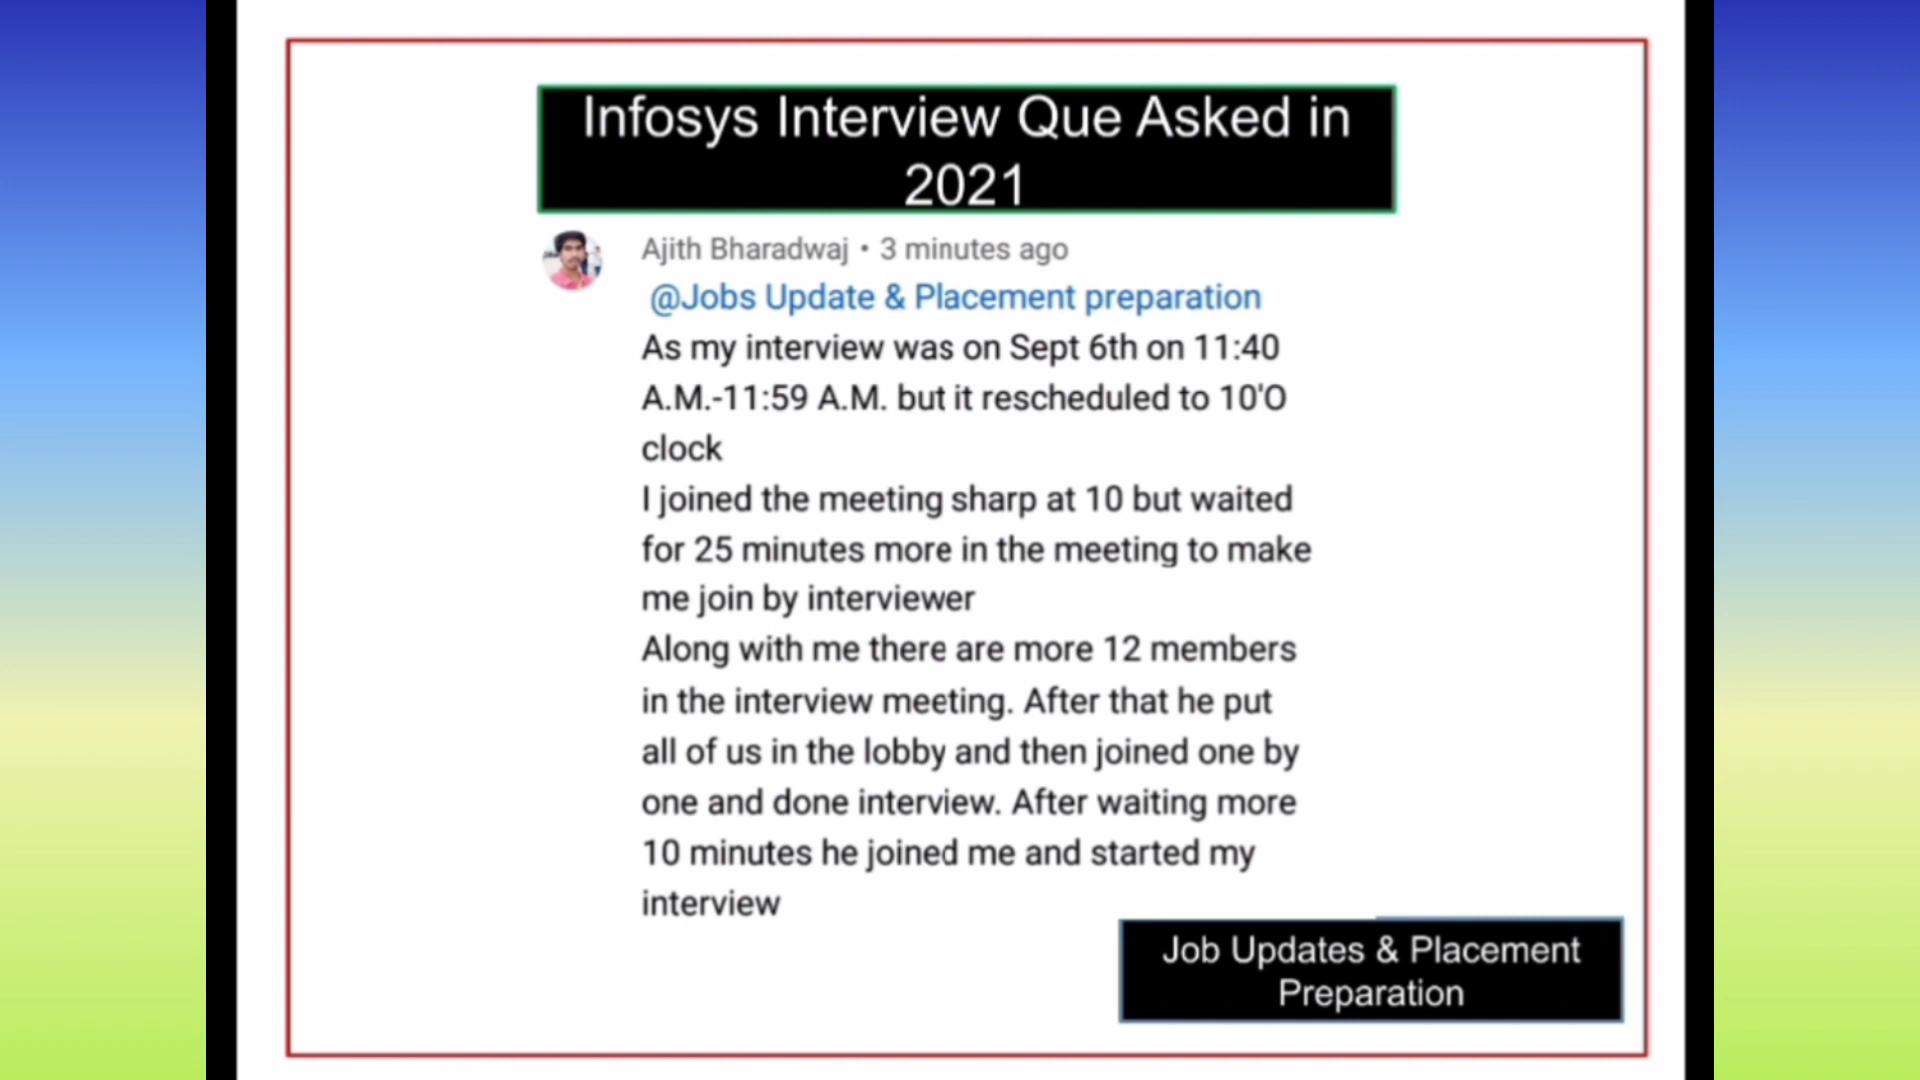 Infosys Interview Que Asked in
2021
Ajith Bharadwaj • 3 minutes ago
@Jobs Update & Placement preparation
As my interview was on Sept 6th on 11:40
A.M.-11:59 A.M. but it rescheduled to 10'O
clock
I joined the meeting sharp at 10 but waited
for 25 minutes more in the meeting to make
me join by interviewer
Along with me there are more 12 members
in the interview meeting. After that he put
all of us in the lobby and then joined one by
one and done interview. After waiting more
10 minutes he joined me and started my
interview
Job Updates & Placement
Preparation